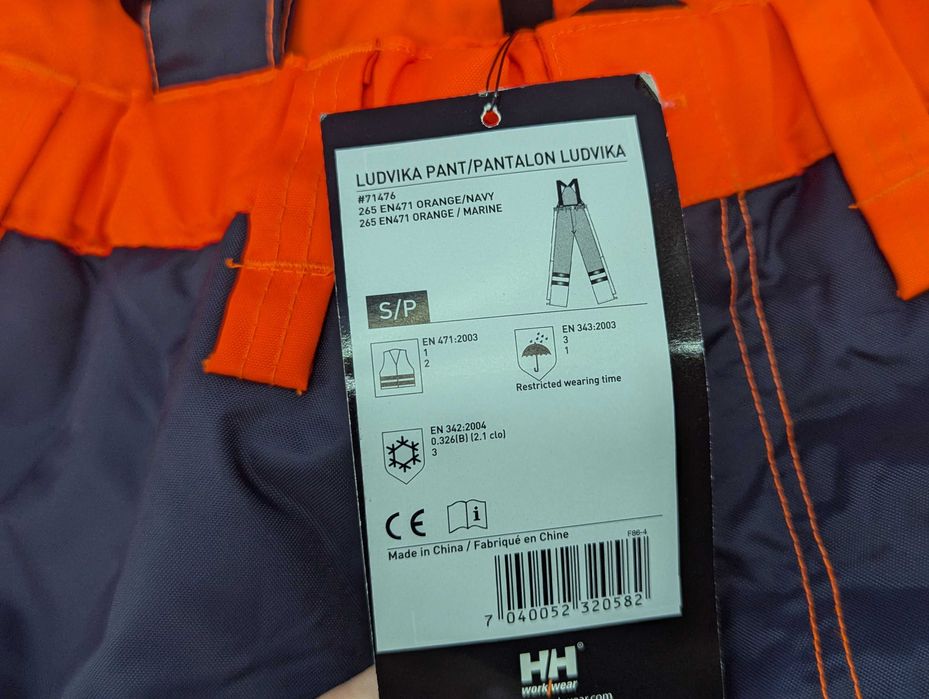 LUDVIKA PANT/PANTALON LUDVIKA
#71476
265 EN471 ORANGE/NAVY
265 EN471 ORANGE / MARINE
S/P
EN 471:2003
1
2
EN 343:2003
3
1
Restricted wearing time
EN 342:2004
0.326(B) (2.1 clo)
3
CE
i
Made in China / Fabriqué en Chine
F86-4
7 040052 320582
HH®
workwear